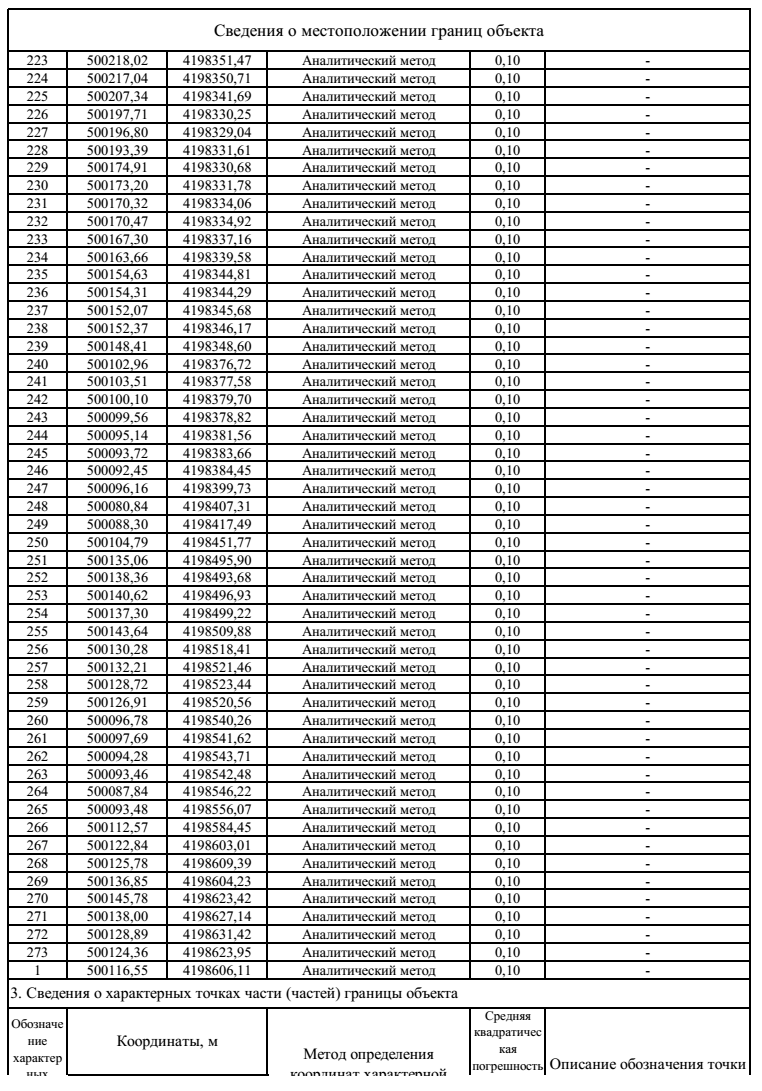 Сведения о местоположении границ объекта
223 500218,02 4198351,47 Аналитический метод 0,10 -
224 500217,04 4198350,71 Аналитический метод 0,10 -
225 500207,34 4198341,69 Аналитический метод 0,10 -
226 500197,71 4198330,25 Аналитический метод 0,10 -
227 500196,80 4198329,04 Аналитический метод 0,10 -
228 500193,39 4198331,61 Аналитический метод 0,10 -
229 500174,91 4198330,68 Аналитический метод 0,10 -
230 500173,20 4198331,78 Аналитический метод 0,10 -
231 500170,32 4198334,06 Аналитический метод 0,10 -
232 500170,47 4198334,92 Аналитический метод 0,10 -
233 500167,30 4198337,16 Аналитический метод 0,10 -
234 500163,66 4198339,58 Аналитический метод 0,10 -
235 500154,63 4198344,81 Аналитический метод 0,10 -
236 500154,31 4198344,29 Аналитический метод 0,10 -
237 500152,07 4198345,68 Аналитический метод 0,10 -
238 500152,37 4198346,17 Аналитический метод 0,10 -
239 500148,41 4198348,60 Аналитический метод 0,10 -
240 500102,96 4198376,72 Аналитический метод 0,10 -
241 500103,51 4198377,58 Аналитический метод 0,10 -
242 500100,10 4198379,70 Аналитический метод 0,10 -
243 500099,56 4198378,82 Аналитический метод 0,10 -
244 500095,14 4198381,56 Аналитический метод 0,10 -
245 500093,72 4198383,66 Аналитический метод 0,10 -
246 500092,45 4198384,45 Аналитический метод 0,10 -
247 500096,16 4198399,73 Аналитический метод 0,10 -
248 500080,84 4198407,31 Аналитический метод 0,10 -
249 500088,30 4198417,49 Аналитический метод 0,10 -
250 500104,79 4198451,77 Аналитический метод 0,10 -
251 500135,06 4198495,90 Аналитический метод 0,10 -
252 500138,36 4198493,68 Аналитический метод 0,10 -
253 500140,62 4198496,93 Аналитический метод 0,10 -
254 500137,30 4198499,22 Аналитический метод 0,10 -
255 500143,64 4198509,88 Аналитический метод 0,10 -
256 500130,28 4198518,41 Аналитический метод 0,10 -
257 500132,21 4198521,46 Аналитический метод 0,10 -
258 500128,72 4198523,44 Аналитический метод 0,10 -
259 500126,91 4198520,56 Аналитический метод 0,10 -
260 500096,78 4198540,26 Аналитический метод 0,10 -
261 500097,69 4198541,62 Аналитический метод 0,10 -
262 500094,28 4198543,71 Аналитический метод 0,10 -
263 500093,46 4198542,48 Аналитический метод 0,10 -
264 500087,84 4198546,22 Аналитический метод 0,10 -
265 500093,48 4198556,07 Аналитический метод 0,10 -
266 500112,57 4198584,45 Аналитический метод 0,10 -
267 500122,84 4198603,01 Аналитический метод 0,10 -
268 500125,78 4198609,39 Аналитический метод 0,10 -
269 500136,85 4198604,23 Аналитический метод 0,10 -
270 500145,78 4198623,42 Аналитический метод 0,10 -
271 500138,00 4198627,14 Аналитический метод 0,10 -
272 500128,89 4198631,42 Аналитический метод 0,10 -
273 500124,36 4198623,95 Аналитический метод 0,10 -
1 500116,55 4198606,11 Аналитический метод 0,10 -
3. Сведения о характерных точках части (частей) границы объекта
Обозначе
ние
характер
ных
Координаты, м
Метод определения
координат характерной
Средняя
квадратичес
кая
погрешность
Описание обозначения точки